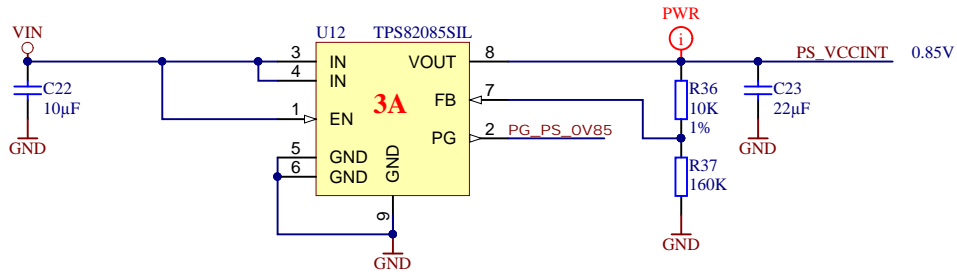 VIN
C22
10µF
GND
U12 TPS82085SIL
3 IN
4 IN
1 EN
5 GND
6 GND
3A
GND
9
GND
VOUT 8
FB 7
PG 2
PG_PS_0V85
PWR
i
R36
10K
1%
R37
160K
GND
C23
22µF
GND
PS_VCCINT 0.85V